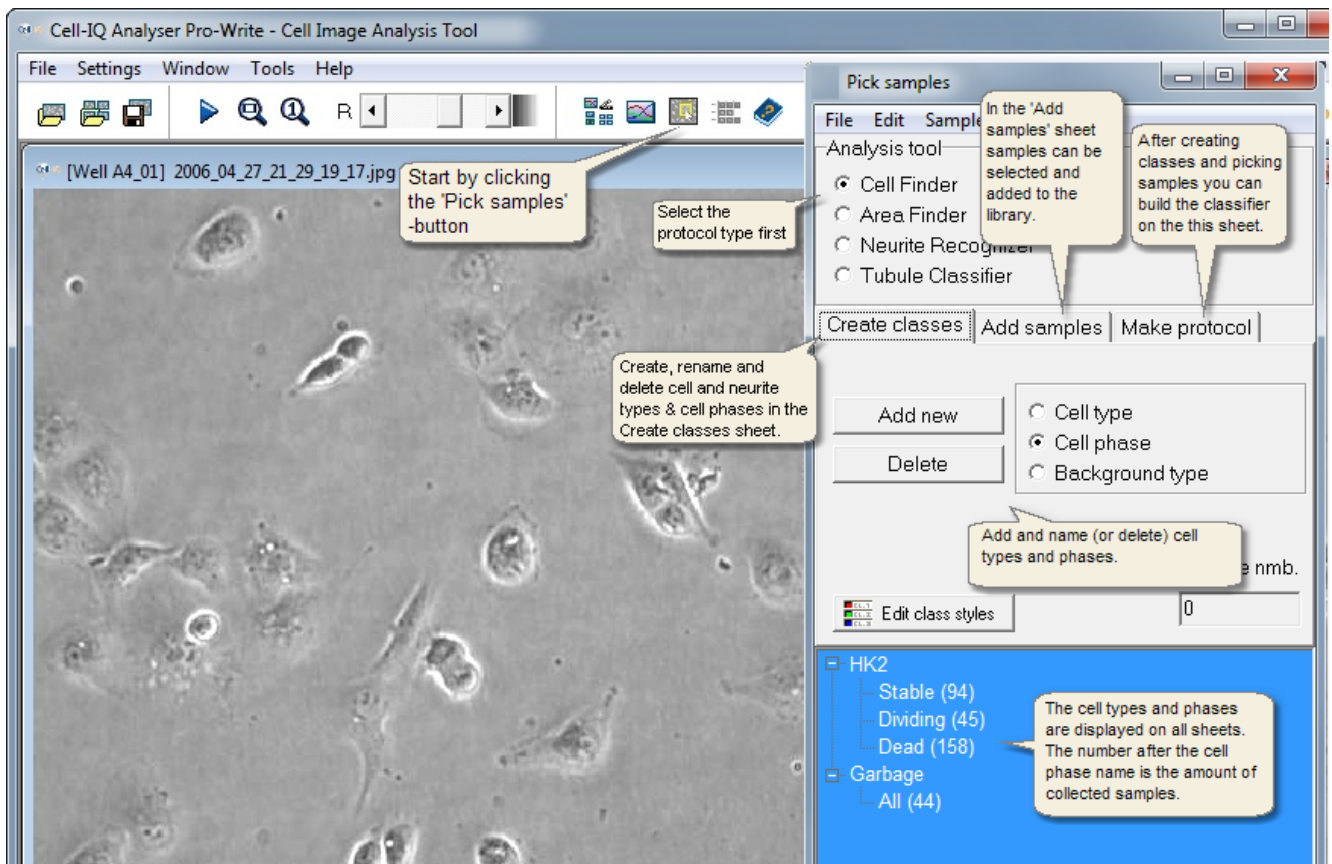 Cell-IQ Analyser Pro-Write - Cell Image Analysis Tool
File Settings Window Tools Help
R
[Well A4_01] 2006_04_27_21_29_19_17.jpg
Start by clicking
the 'Pick samples'
-button
Pick samples
File Edit Sample
Analysis tool
Cell Finder
Area Finder
Neurite Recognizer
Tubule Classifier
Select the
protocol type first
In the 'Add
samples' sheet
samples can be
selected and
added to the
library.
After creating
classes and picking
samples you can
build the classifier
on the this sheet.
Create classes Add samples Make protocol
Create, rename and
delete cell and neurite
types & cell phases in the
Create classes sheet.
Add new
Delete
Cell type
Cell phase
Background type
Add and name (or delete) cell
types and phases.
e nmb.
Edit class styles
0
HK2
Stable (94)
Dividing (45)
Dead (158)
Garbage
All (44)
The cell types and phases
are displayed on all sheets.
The number after the cell
phase name is the amount of
collected samples.